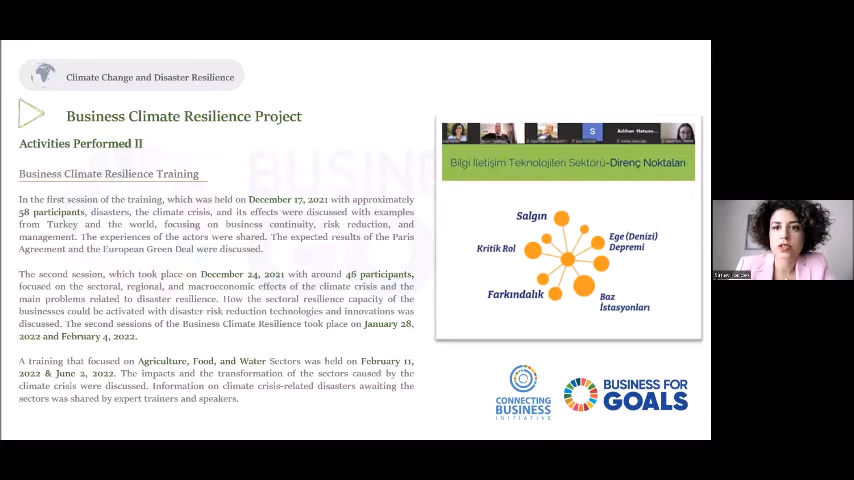 Climate Change and Disaster Resilience
Business Climate Resilience Project
Activities Performed II
Business Climate Resilience Training
In the first session of the training, which was held on December 17, 2021 with approximately
58 participants, disasters, the climate crisis, and its effects were discussed with examples
from Turkey and the world, focusing on business continuity, risk reduction, and
management. The experiences of the actors were shared. The expected results of the Paris
Agreement and the European Green Deal were discussed.
The second session, which took place on December 24, 2021 with around 46 participants,
focused on the sectoral, regional, and macroeconomic effects of the climate crisis and the
main problems related to disaster resilience. How the sectoral resilience capacity of the
businesses could be activated with disaster risk reduction technologies and innovations was
discussed. The second sessions of the Business Climate Resilience took place on January 28,
2022 and February 4, 2022.
A training that focused on Agriculture, Food, and Water Sectors was held on February 11,
2022 & June 2, 2022. The impacts and the transformation of the sectors caused by the
climate crisis were discussed. Information on climate crisis-related disasters awaiting the
sectors was shared by expert trainers and speakers.
S
Bilgi İletişim Teknolojileri Sektörü-Direnç Noktaları
Salgın
Kritik Rol
Farkındalık
Ege (Denizi)
Depremi
Baz
İstasyonları
CONNECTING
BUSINESS
INITIATIVE
BUSINESS FOR
GOALS
BUSINESS